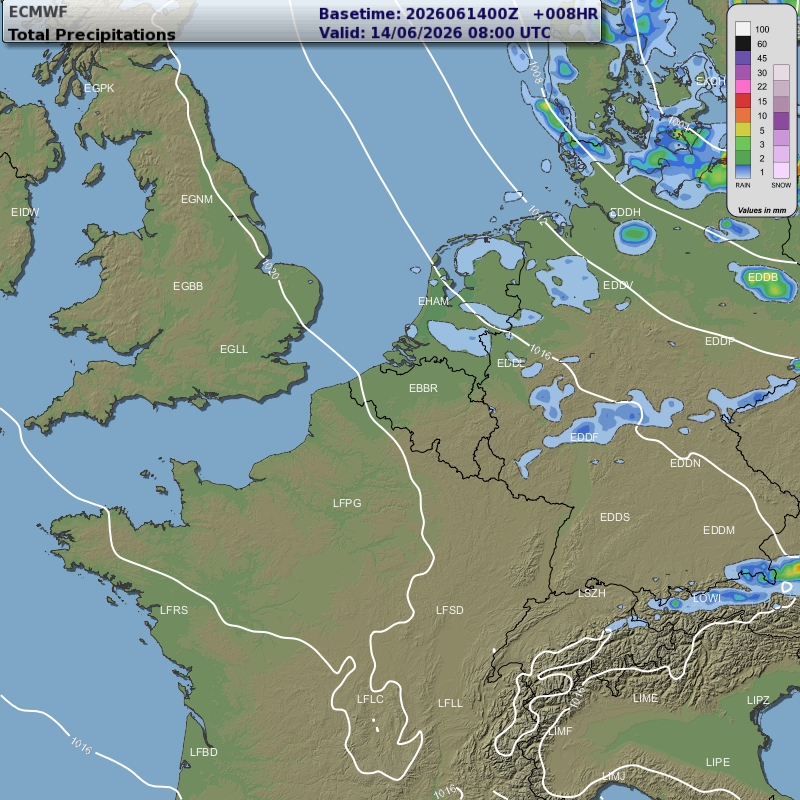 ECMWF
Basetime: 2026061400Z +008HR
Total Precipitations
Valid: 14/06/2026 08:00 UTC
100
60
45
30
22
15
10
5
3
2
1
RAIN
SNOW
Values in mm
1008
EGPK
1004
EIDW
EGNM
EDDH
1012
1020
EGBB
EDDB
EDDV
EHAM
EGLL
EDDP
1016
EDDL
EBBR
EDDF
EDDN
LFPG
EDDS
EDDM
LSZH
LOWI
LFRS
LFSD
LFLC
LFLL
LIME
LIPZ
1016
LIMF
1016
LFBD
LIPE
LIMJ
1016